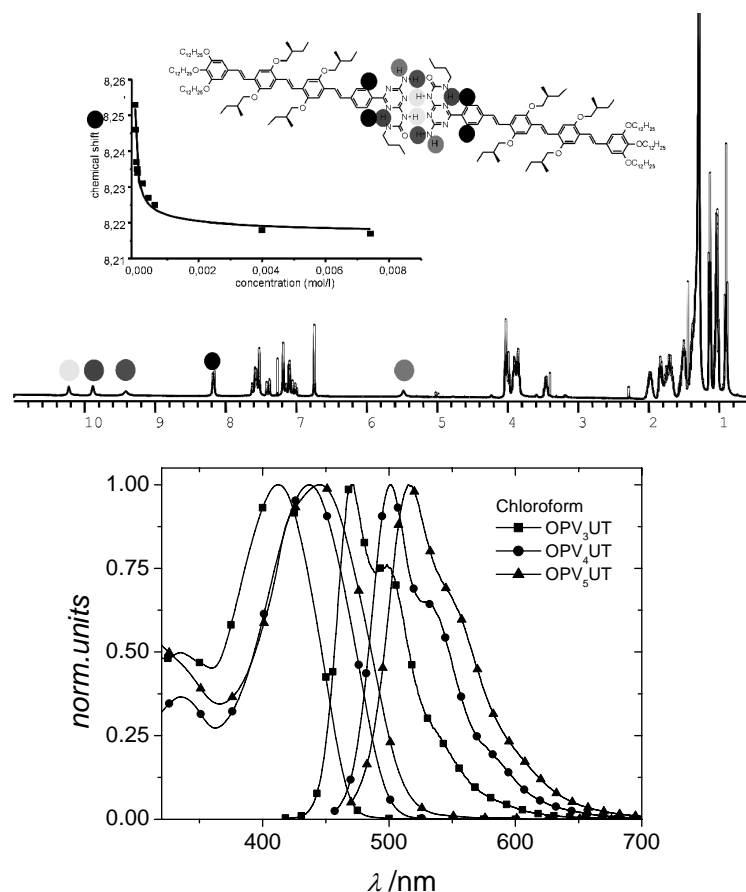 OC12H25
C12H25O
C12H25O
C12H25O
O
O
O
O
H
N
H
N
N
N
N
H
N
O
O
N
H
N
N
N
N
H
N
H
O
O
O
O
OC12H25
OC12H25
OC12H25
8,26
8,25
8,24
8,23
8,22
8,21
chemical shift
0,000
0,002
0,004
0,006
0,008
concentration (mol/l)
10
9
8
7
6
5
4
3
2
1
1.00
0.75
0.50
0.25
0.00
norm.units
Chloroform
OPV3UT
OPV4UT
OPV5UT
400
500
600
700
λ /nm